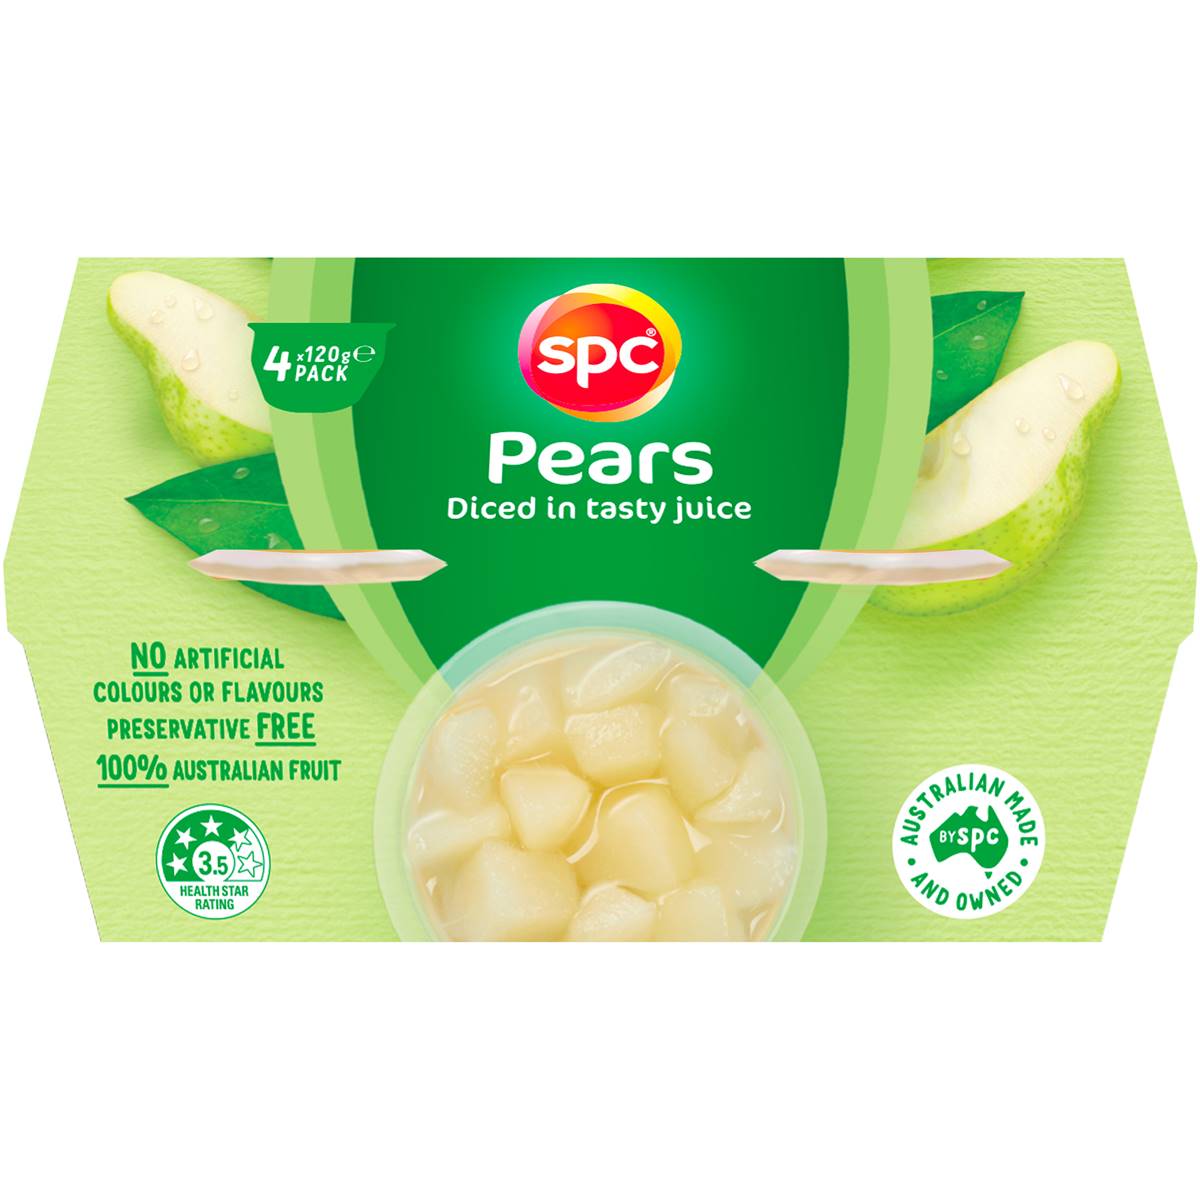 spc®
Pears
Diced in tasty juice
4 x120g℮
PACK
NO ARTIFICIAL
COLOURS OR FLAVOURS
PRESERVATIVE FREE
100% AUSTRALIAN FRUIT
3.5
HEALTH STAR
RATING
AUSTRALIAN MADE
BY SPC
• AND OWNED •